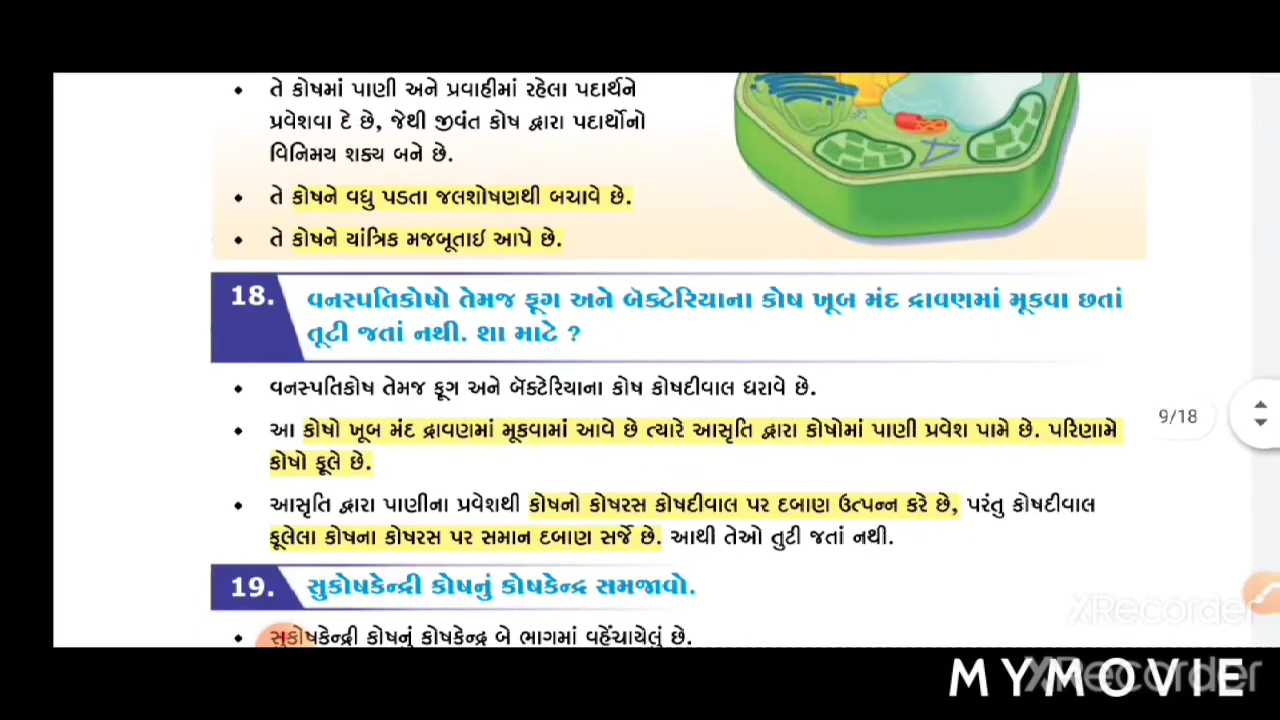 • તે કોષમાં પાણી અને પ્રવાહીમાં રહેલા પદાર્થને
પ્રવેશવા દે છે, જેથી જીવંત કોષ દ્વારા પદાર્થોનો
વિનિમય શક્ય બને છે.
• તે કોષને વધુ પડતા જલશોષણથી બચાવે છે.
• તે કોષને યાંત્રિક મજબૂતાઈ આપે છે.
18. વનસ્પતિકોષો તેમજ ફૂગ અને બૅક્ટેરિયાના કોષ ખૂબ મંદ દ્રાવણમાં મૂકવા છતાં
તૂટી જતાં નથી. શા માટે ?
• વનસ્પતિકોષ તેમજ ફૂગ અને બૅક્ટેરિયાના કોષ કોષદીવાલ ધરાવે છે.
• આ કોષો ખૂબ મંદ દ્રાવણમાં મૂકવામાં આવે છે ત્યારે આસૃતિ દ્વારા કોષોમાં પાણી પ્રવેશ પામે છે. પરિણામે
કોષો ફૂલે છે.
9/18
• આસૃતિ દ્વારા પાણીના પ્રવેશથી કોષનો કોષરસ કોષદીવાલ પર દબાણ ઉત્પન્ન કરે છે, પરંતુ કોષદીવાલ
ફૂલેલા કોષના કોષરસ પર સમાન દબાણ સર્જે છે. આથી તેઓ તુટી જતાં નથી.
19. સુકોષકેન્દ્રી કોષનું કોષકેન્દ્ર સમજાવો.
XRecorder
• સુકોષકેન્દ્રી કોષનું કોષકેન્દ્ર બે ભાગમાં વહેંચાયેલું છે.
MYMOVIE
XRecorder